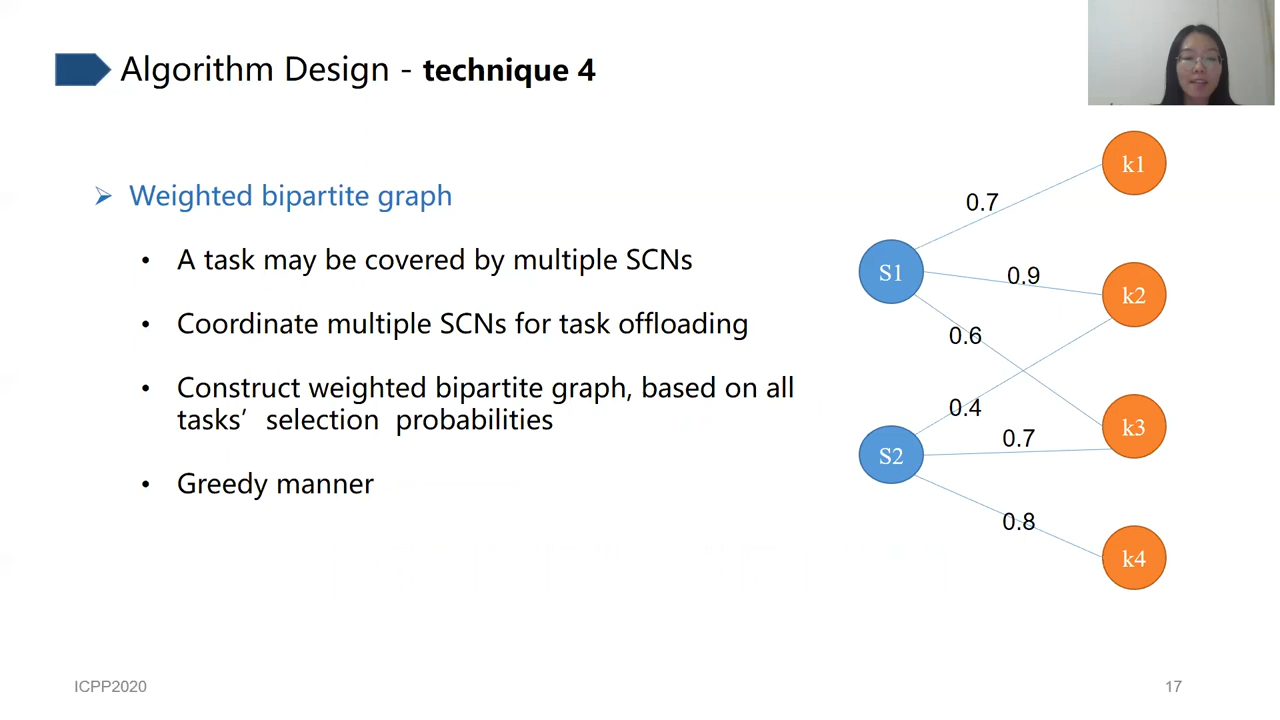 Algorithm Design - technique 4
Weighted bipartite graph
A task may be covered by multiple SCNs
Coordinate multiple SCNs for task offloading
Construct weighted bipartite graph, based on all
tasks’ selection probabilities
Greedy manner
k1
0.7
S1
0.9
k2
0.6
0.4
k3
0.7
S2
0.8
k4
ICPP2020
17